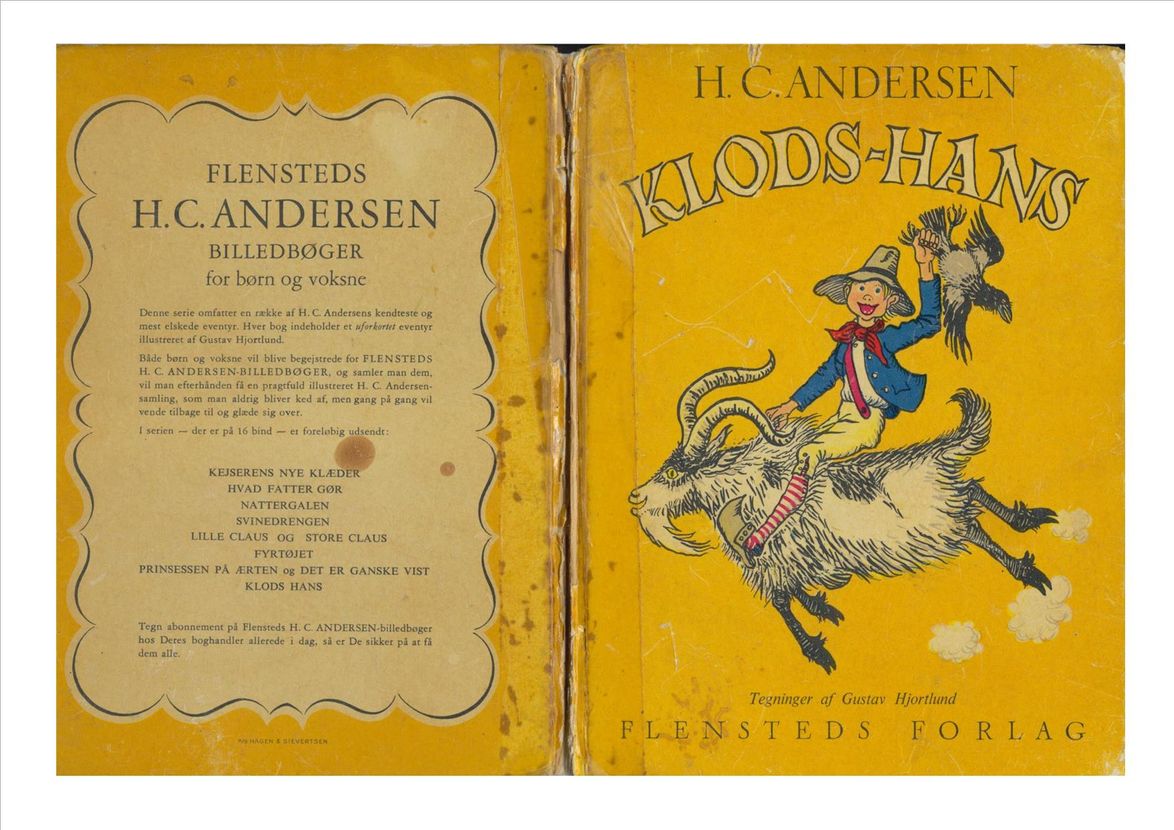 FLENSTEDS
H.C. ANDERSEN
BILLEDBØGER
for børn og voksne
Denne serie omfatter en række af H. C. Andersens kendteste og
mest elskede eventyr. Hver bog indeholder et uforkortet eventyr
illustreret af Gustav Hjortlund.
Både børn og voksne vil blive begejstrede for FLENSTEDS
H. C. ANDERSEN-BILLEDBØGER, og samler man dem,
vil man efterhånden få en pragtfuld illustreret H. C. Andersen-
samling, som man aldrig bliver ked af, men gang på gang vil
vende tilbage til og glæde sig over.
I serien — der er på 16 bind — er foreløbig udsendt:
KEJSERENS NYE KLÆDER
HVAD FATTER GØR
NATTERGALEN
SVINEDRENGEN
LILLE CLAUS OG STORE CLAUS
FYRTØJET
PRINSESSEN PÅ ÆRTEN og DET ER GANSKE VIST
KLODS HANS
Tegn abonnement på Flensteds H. C. ANDERSEN-billedbøger
hos Deres boghandler allerede i dag, så er De sikker på at få
dem alle.
A/S HAGEN & SIEVERTSEN
H. C. ANDERSEN
KLODS-HANS
Tegninger af Gustav Hjortlund
FLENSTEDS FORLAG